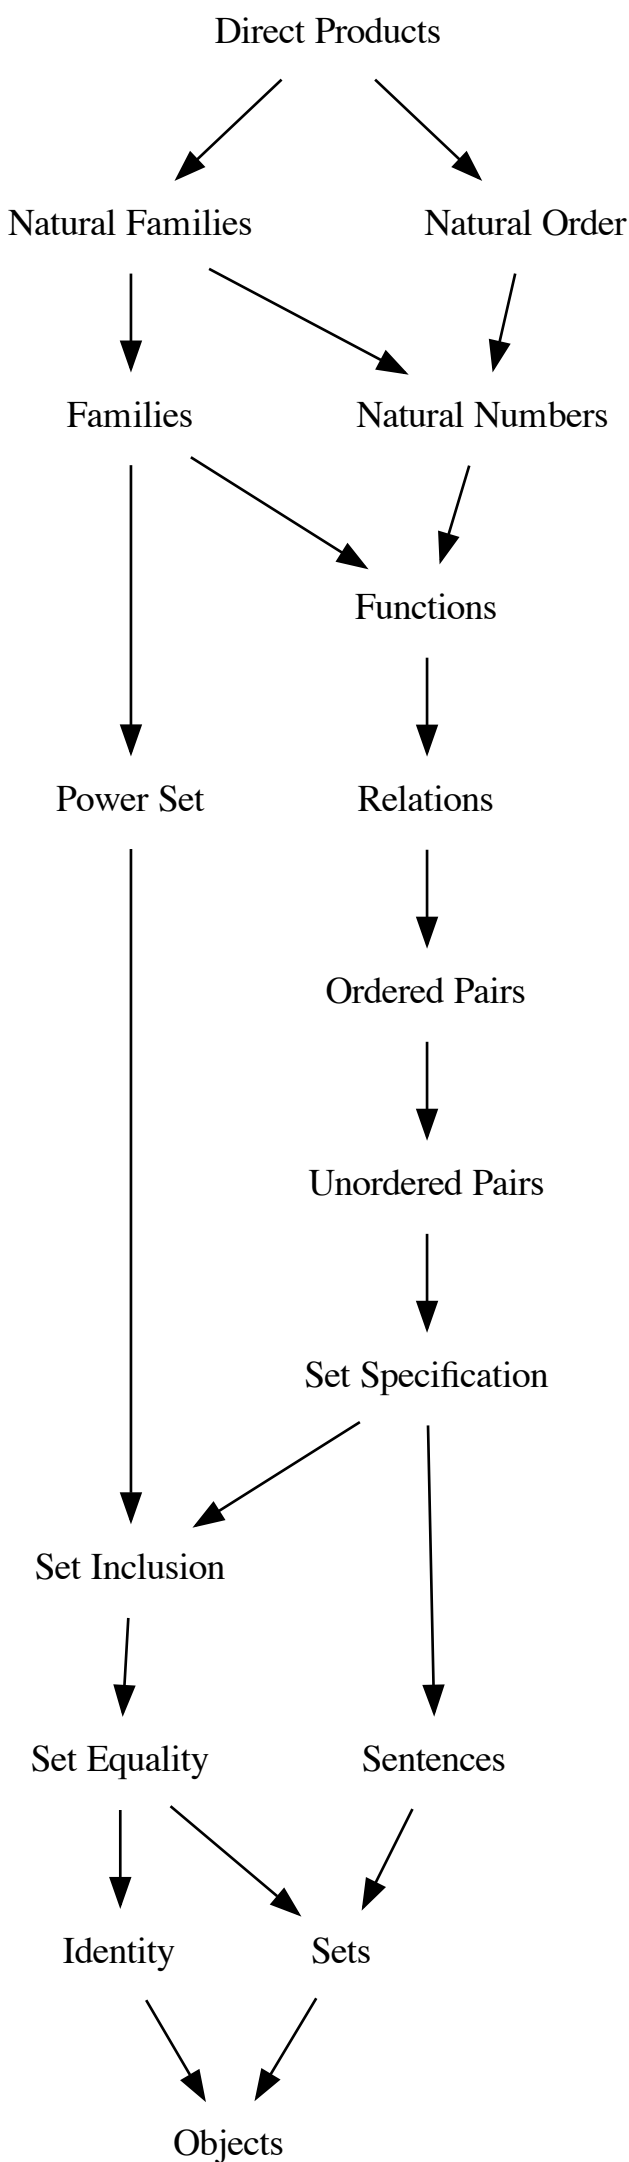 Direct Products
Natural Families
Natural Order
Families
Natural Numbers
Functions
Power Set
Relations
Ordered Pairs
Unordered Pairs
Set Specification
Set Inclusion
Set Equality
Sentences
Identity
Sets
Objects